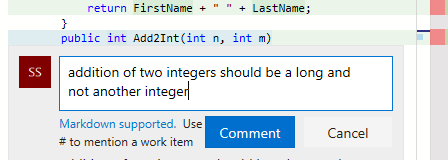 return FirstName + " " + LastName;
}
public int Add2Int(int n, int m)
SS
addition of two integers should be a long and
not another integer
Markdown supported. Use
# to mention a work item
Comment
Cancel